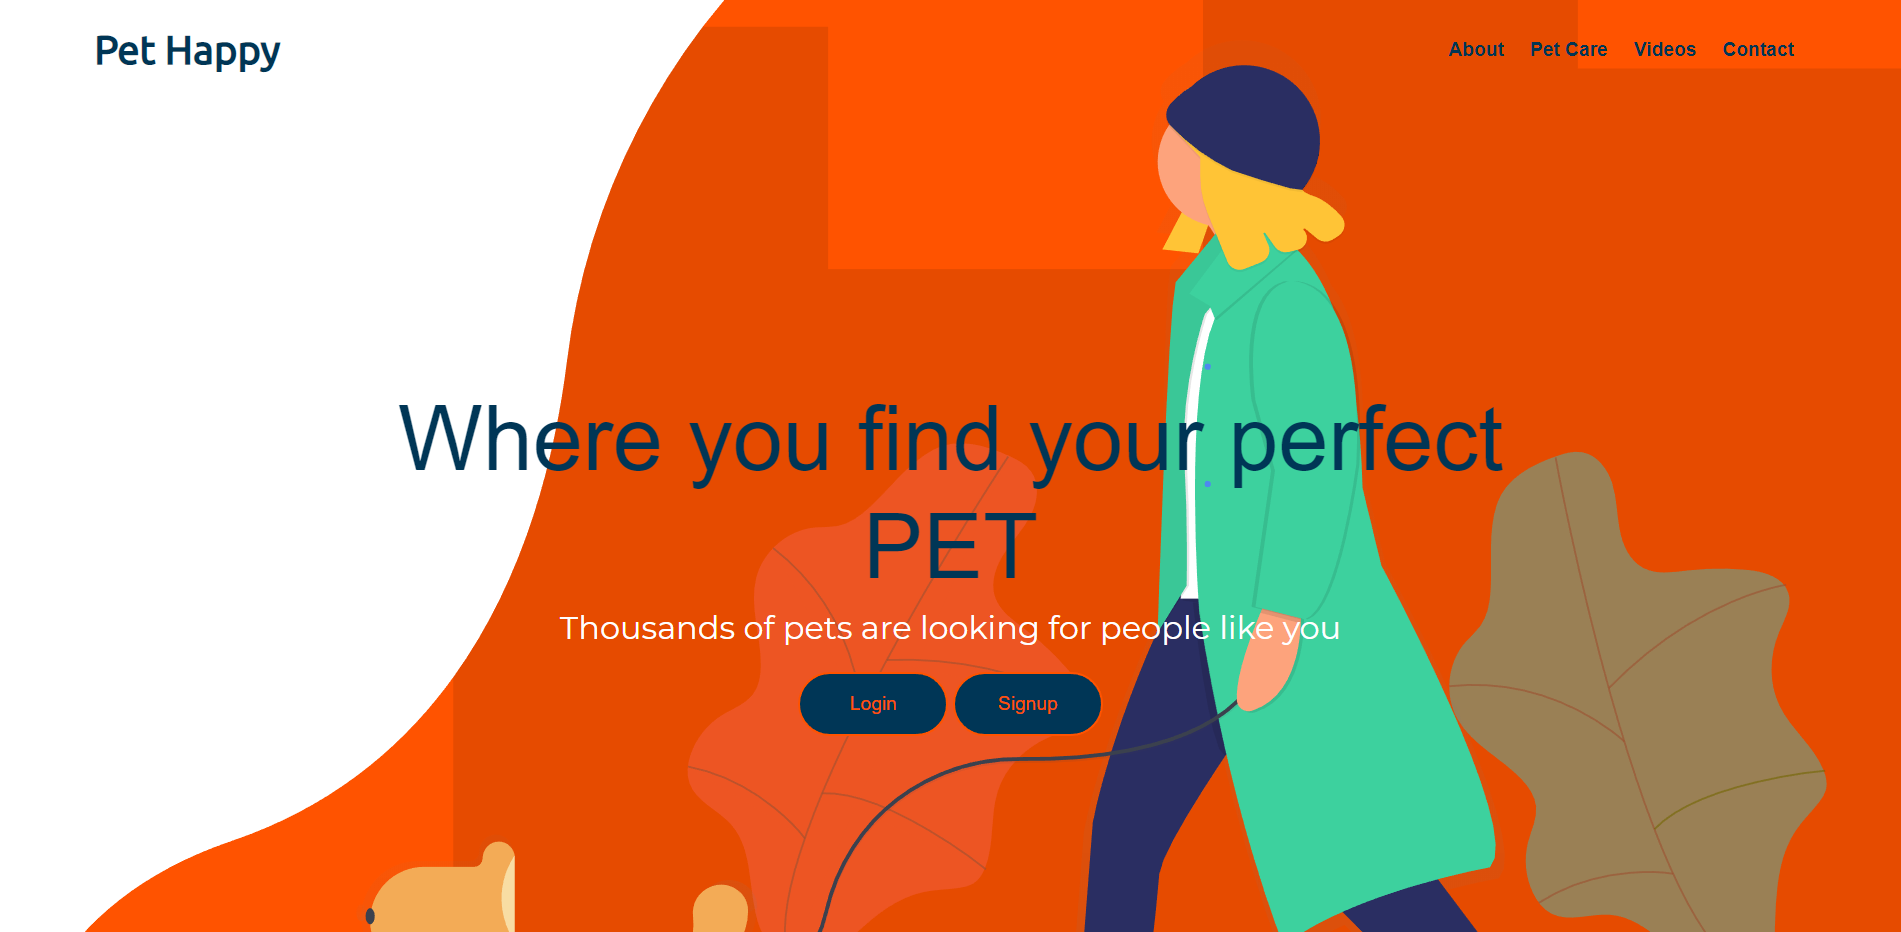 Pet Happy
About Pet Care Videos Contact
Where you find your perfect
PET
Thousands of pets are looking for people like you
Login Signup